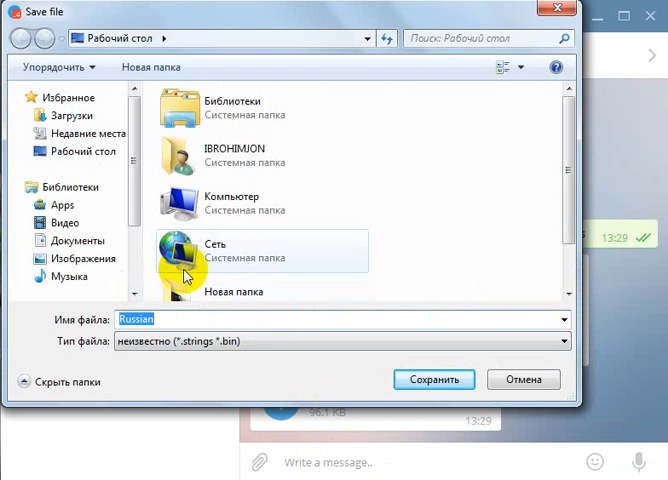 Save file
Рабочий стол
Поиск: Рабочий стол
Упорядочить
Новая папка
Избранное
Загрузки
Недавние места
Рабочий стол
Библиотеки
Apps
Видео
Документы
Изображения
Музыка
Библиотеки
Системная папка
IBROHIMJON
Системная папка
Компьютер
Системная папка
Сеть
Системная папка
Новая папка
13:29
Имя файла:
Russian
Тип файла:
неизвестно (*.strings *.bin)
Скрыть папки
Сохранить
Отмена
96.1 KB
13:29
Write a message..